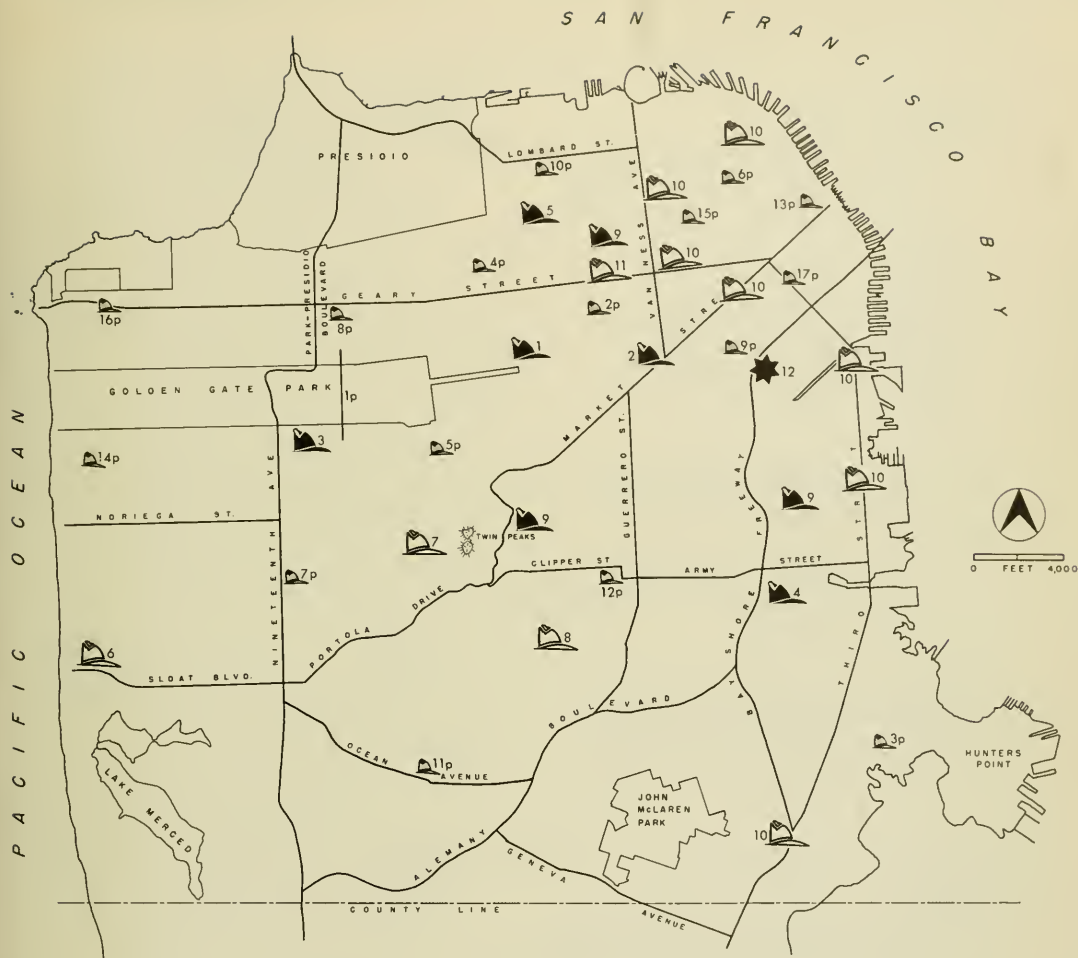 SAN FRANCISCO BAY
PRESIDIO
LOMBARD ST.
10
10p
10
6p
VAN NESS AVE
5
15p
13p
9
4p
11
10
PARK-PRESIDIO
BOULEVARD
GEARY STREET
17p
10
16p
8p
2p
1
2
9p
12
10
GOLDEN GATE PARK
1p
MARKET STRE
PACIFIC OCEAN
3
5p
14p
GUERRERO ST.
10
9
NORIEGA ST.
NINETEENTH AVE
9
7
TWIN PEAKS
FREEWAY
0 FEET 4,000
CLIPPER ST
ARMY STREET
7p
12p
4
PORTOLA DRIVE
BAY SHORE
THIRD STR T
8
6
SLOAT BLVD.
BOULEVARD
3p
HUNTERS
POINT
OCEAN AVENUE
11p
LAKE MERCED
JOHN
McLAREN
PARK
10
ALEMANY
GENEVA AVENUE
COUNTY LINE